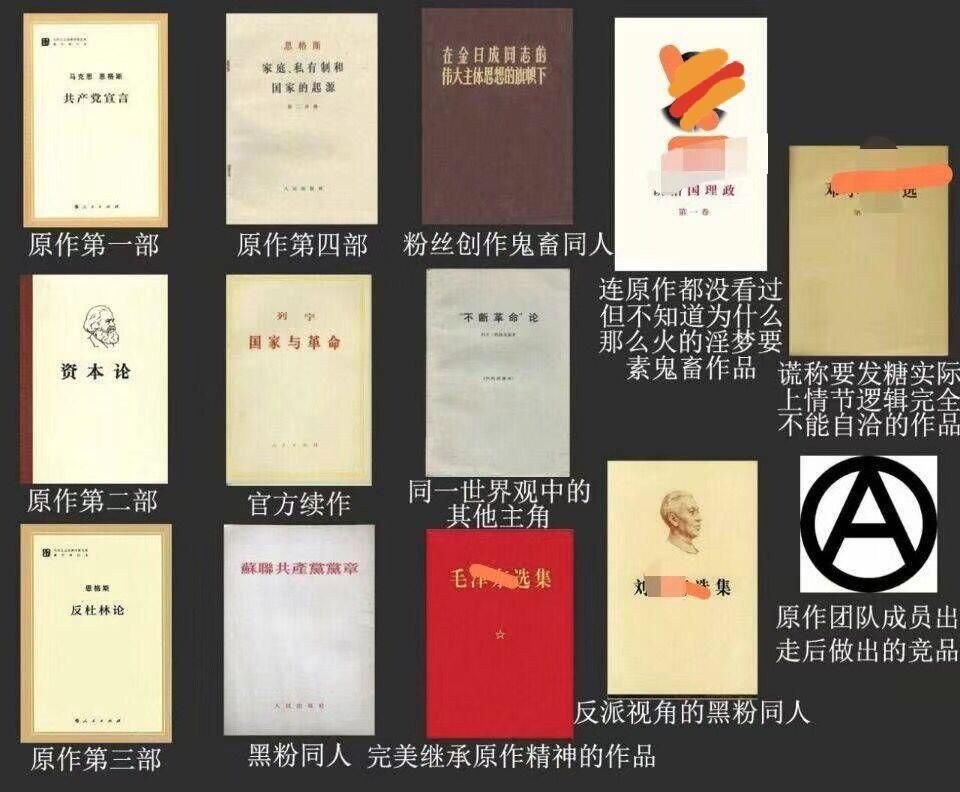 马克思 恩格斯
共产党宣言
人民出版社
原作第一部
恩格斯
家庭、私有制和
国家的起源
人民出版社
原作第四部
在金日成同志的
伟大主体思想的旗帜下
粉丝创作鬼畜同人
国理政
第一卷
连原作都没看过
但不知道为什么
那么火的淫梦要
素鬼畜作品
选
谎称要发糖实际
上情节逻辑完全
不能自洽的作品
资本论
原作第二部
列宁
国家与革命
人民出版社
官方续作
"不断革命"论
同一世界观中的
其他主角
恩格斯
反杜林论
人民出版社
原作第三部
蘇聯共產黨黨章
人民出版社
黑粉同人
毛泽东选集
完美继承原作精神的作品
刘 选集
反派视角的黑粉同人
A
原作团队成员出
走后做出的竞品